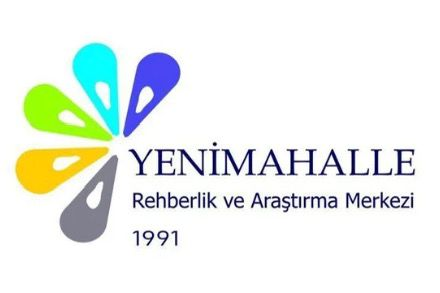 YENİMAHALLE
Rehberlik ve Araştırma Merkezi
1991